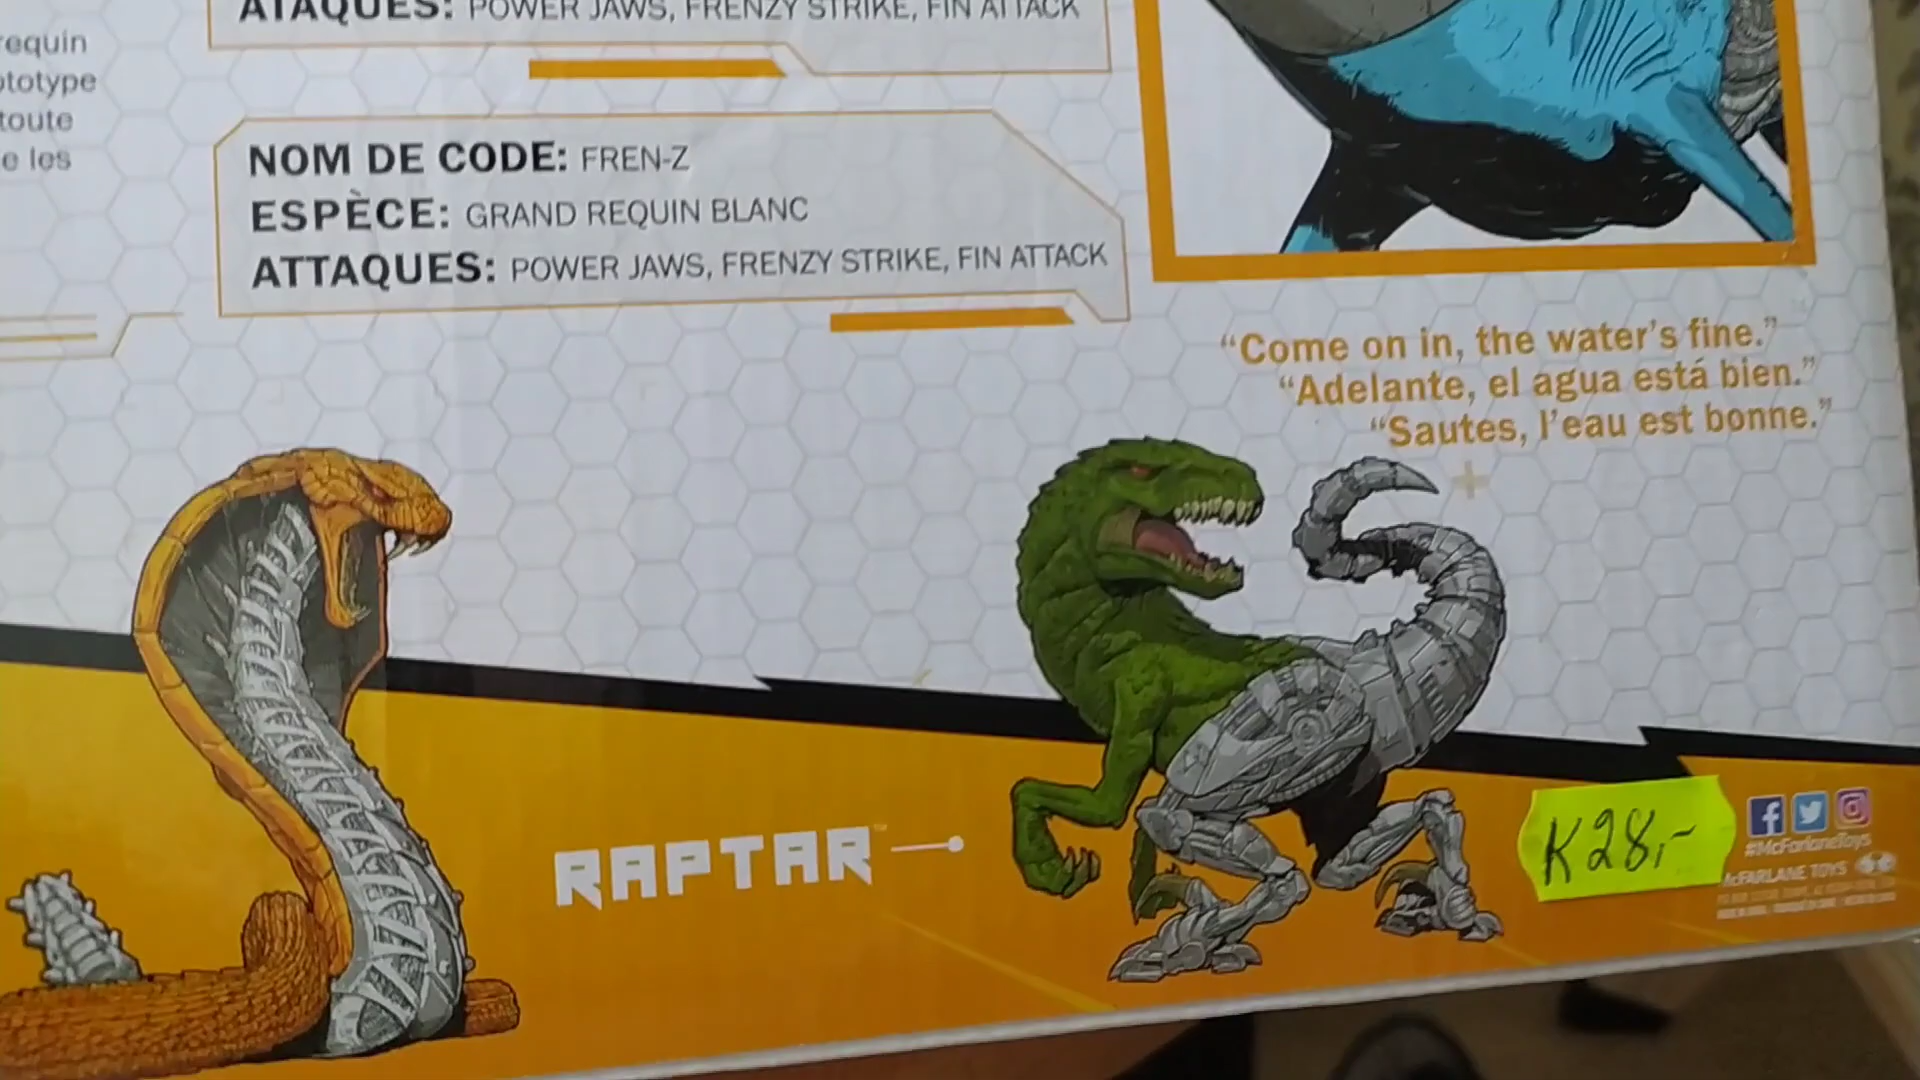 ATAQUES: POWER JAWS, FRENZY STRIKE, FIN ATTACK
requin
totype
toute
e les
NOM DE CODE: FREN-Z
ESPÈCE: GRAND REQUIN BLANC
ATTAQUES: POWER JAWS, FRENZY STRIKE, FIN ATTACK
“Come on in, the water’s fine.”
“Adelante, el agua está bien.”
“Sautes, l’eau est bonne.”
RAPTAR™
K28,-
#McFarlaneToys
McFARLANE TOYS